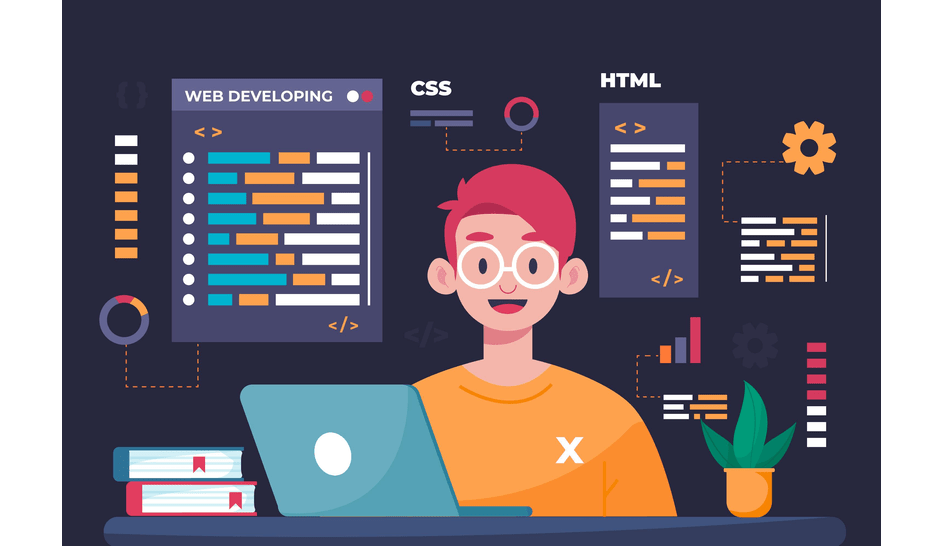 WEB DEVELOPING
CSS
HTML
{ }
< >
< >
</>
</>
</>
X